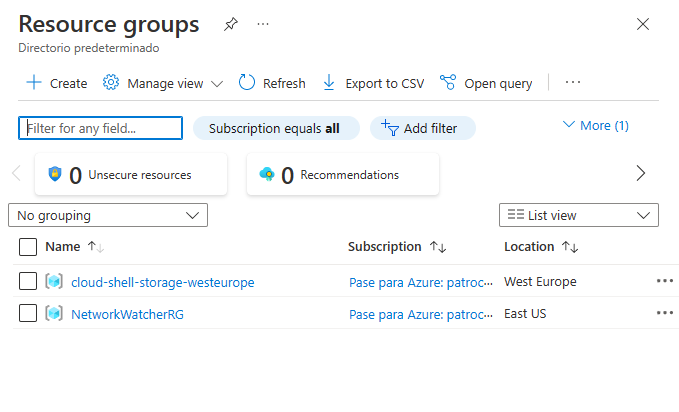 Resource groups
Directorio predeterminado
Create Manage view Refresh Export to CSV Open query
Filter for any field... Subscription equals all Add filter More (1)
0 Unsecure resources 0 Recommendations
No grouping List view
Name Subscription Location
cloud-shell-storage-westeurope Pase para Azure: patroc... West Europe
NetworkWatcherRG Pase para Azure: patroc... East US